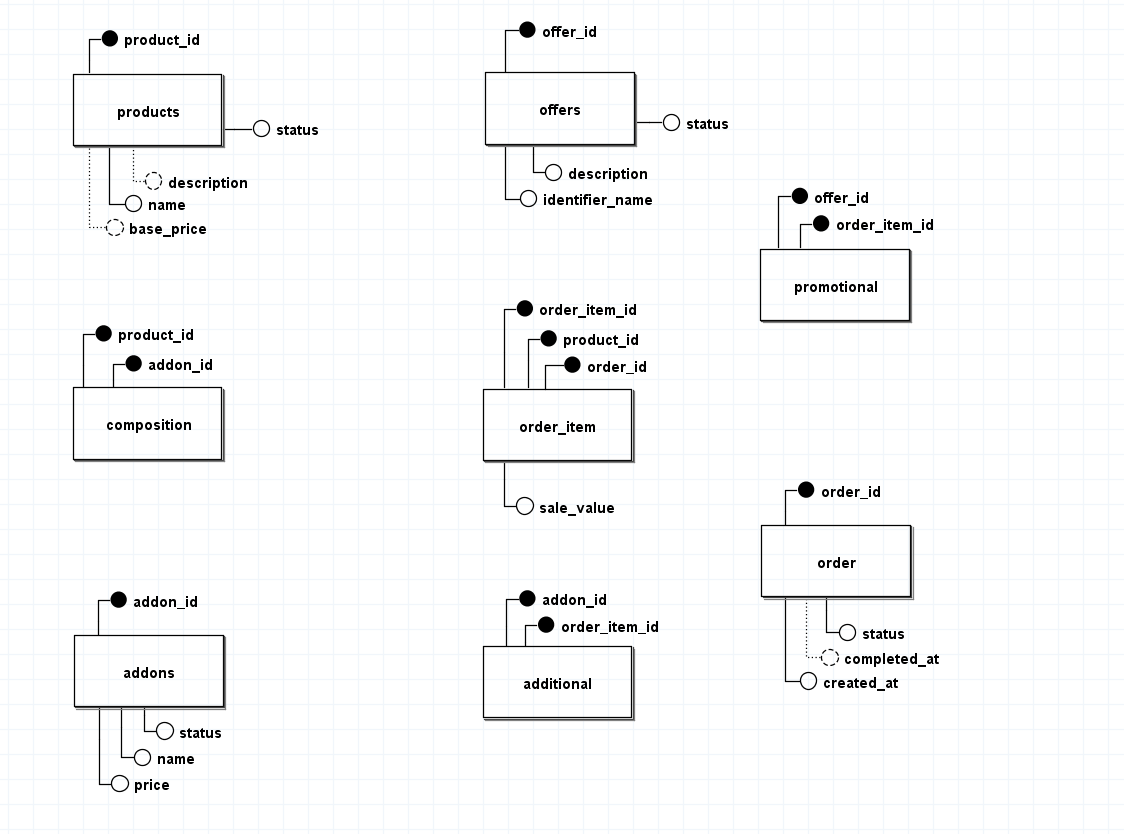 product_id
products
status
description
name
base_price
offer_id
offers
status
description
identifier_name
offer_id
order_item_id
promotional
product_id
addon_id
composition
order_item_id
product_id
order_id
order_item
sale_value
order_id
order
status
completed_at
created_at
addon_id
addons
status
name
price
addon_id
order_item_id
additional